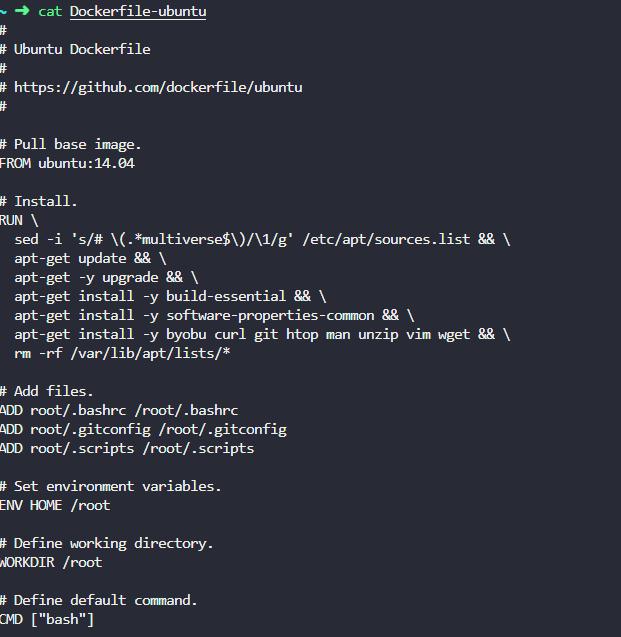 ~ ➜ cat Dockerfile-ubuntu
#
# Ubuntu Dockerfile
#
# https://github.com/dockerfile/ubuntu
#

# Pull base image.
FROM ubuntu:14.04

# Install.
RUN \
  sed -i 's/# \(.*multiverse$\)/\1/g' /etc/apt/sources.list && \
  apt-get update && \
  apt-get -y upgrade && \
  apt-get install -y build-essential && \
  apt-get install -y software-properties-common && \
  apt-get install -y byobu curl git htop man unzip vim wget && \
  rm -rf /var/lib/apt/lists/*

# Add files.
ADD root/.bashrc /root/.bashrc
ADD root/.gitconfig /root/.gitconfig
ADD root/.scripts /root/.scripts

# Set environment variables.
ENV HOME /root

# Define working directory.
WORKDIR /root

# Define default command.
CMD ["bash"]